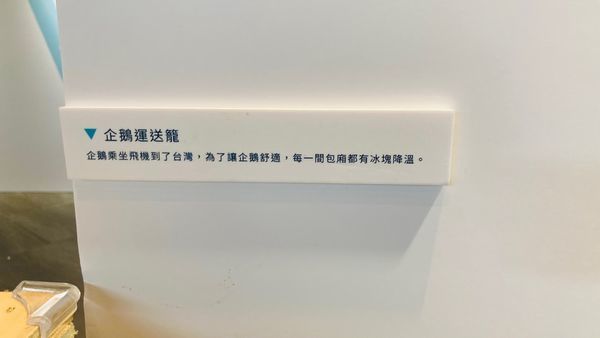 ▼ 企鵝運送籠
企鵝乘坐飛機到了台灣，為了讓企鵝舒適，每一間包廂都有冰塊降溫。